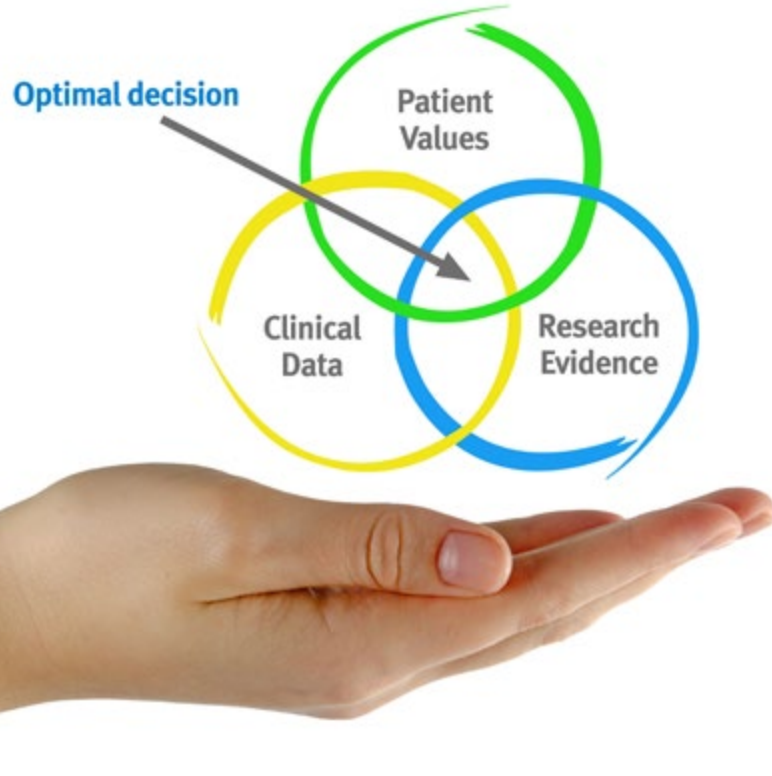 Optimal decision
Patient
Values
Clinical
Data
Research
Evidence